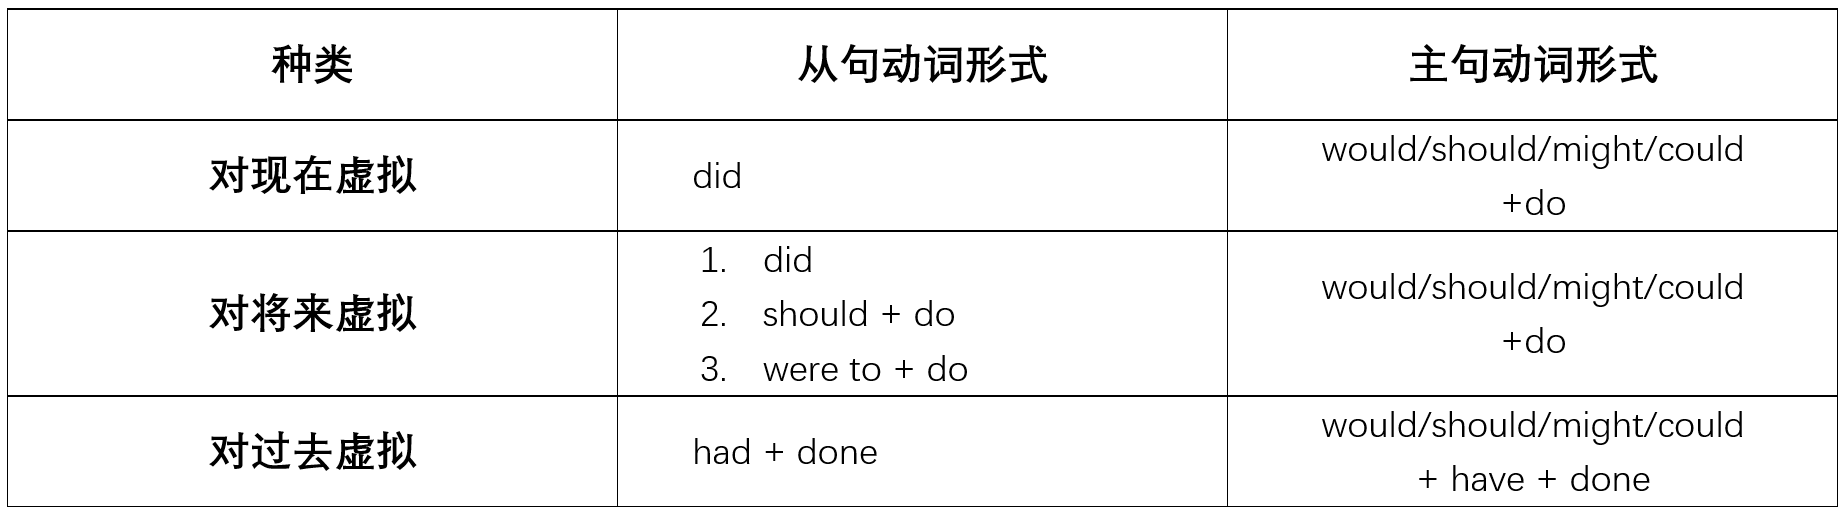 种类
从句动词形式
主句动词形式
对现在虚拟
did
would/should/might/could
+do
对将来虚拟
1. did
2. should + do
3. were to + do
would/should/might/could
+do
对过去虚拟
had + done
would/should/might/could
+ have + done